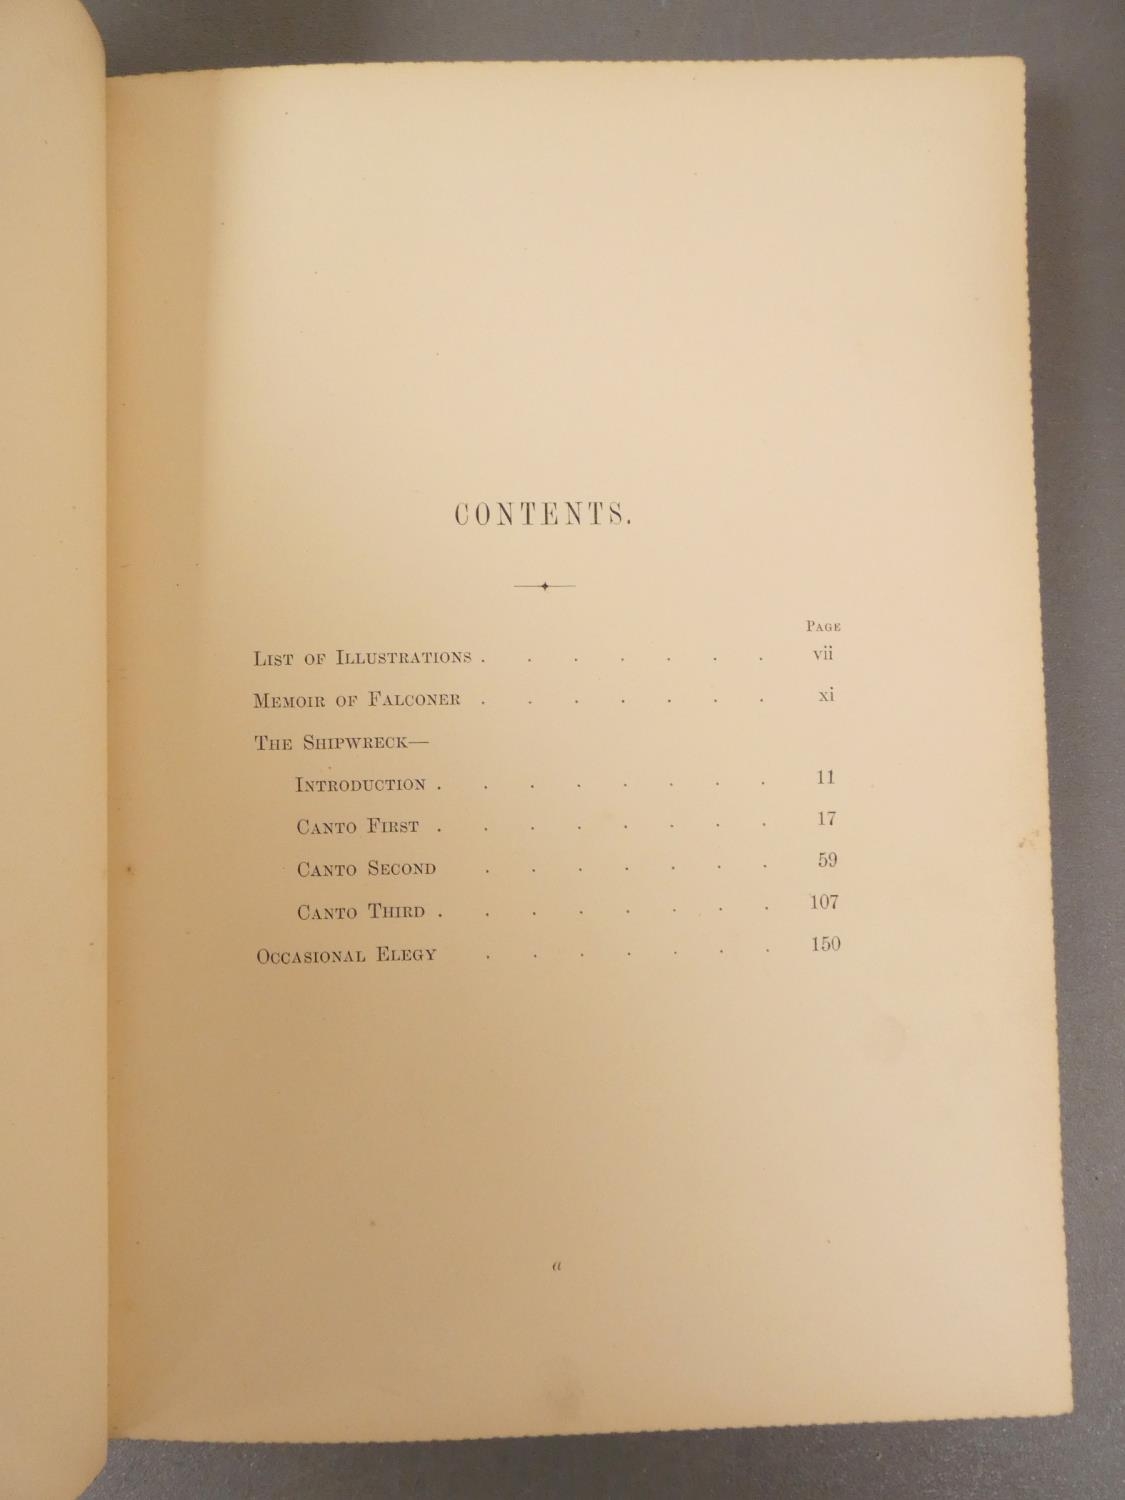 CONTENTS.
PAGE
LIST OF ILLUSTRATIONS . . . . . . . vii
MEMOIR OF FALCONER . . . . . . . xi
THE SHIPWRECK—
INTRODUCTION . . . . . . . . 11
CANTO FIRST . . . . . . . . 17
CANTO SECOND . . . . . . . 59
CANTO THIRD . . . . . . . . 107
OCCASIONAL ELEGY . . . . . . . 150
a